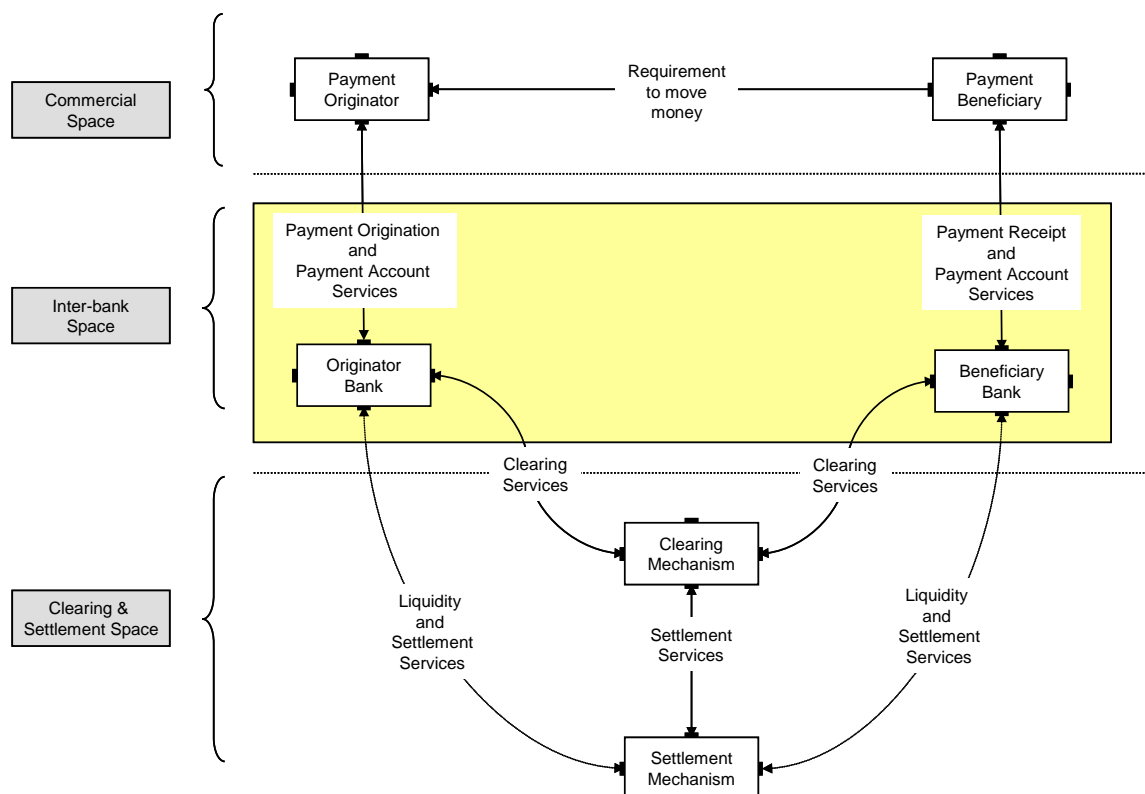 Commercial
Space
Payment
Originator
Requirement
to move
money
Payment
Beneficiary
Inter-bank
Space
Payment Origination
and
Payment Account
Services
Payment Receipt
and
Payment Account
Services
Originator
Bank
Beneficiary
Bank
Clearing
Services
Clearing
Services
Clearing &
Settlement Space
Clearing
Mechanism
Liquidity
and
Settlement
Services
Settlement
Services
Liquidity
and
Settlement
Services
Settlement
Mechanism